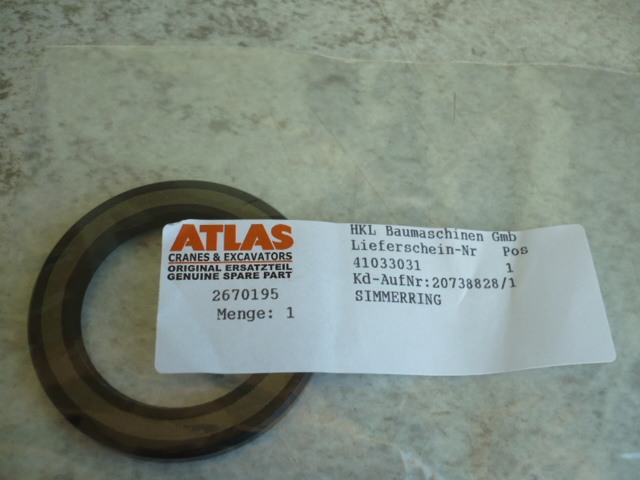 ATLAS
CRANES & EXCAVATORS
ORIGINAL ERSATZTEIL
GENUINE SPARE PART
2670195
Menge: 1
HKL Baumaschinen Gmb
Lieferschein-Nr Pos
41033031 1
Kd-AufNr:20738828/1
SIMMERRING